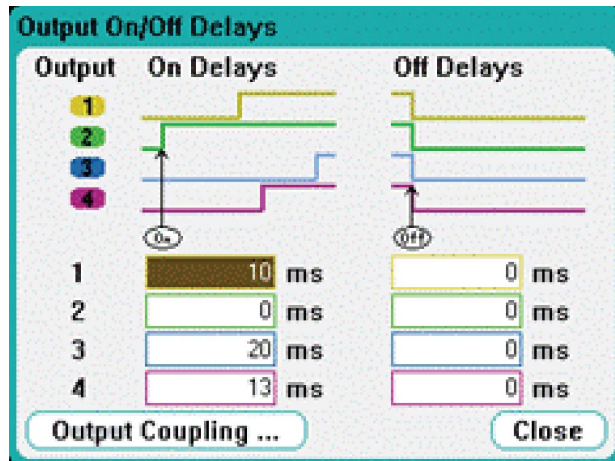 Output On/Off Delays
Output On Delays Off Delays
1
2
3
4
On Off
1 10 ms 0 ms
2 0 ms 0 ms
3 20 ms 0 ms
4 13 ms 0 ms
Output Coupling ... Close